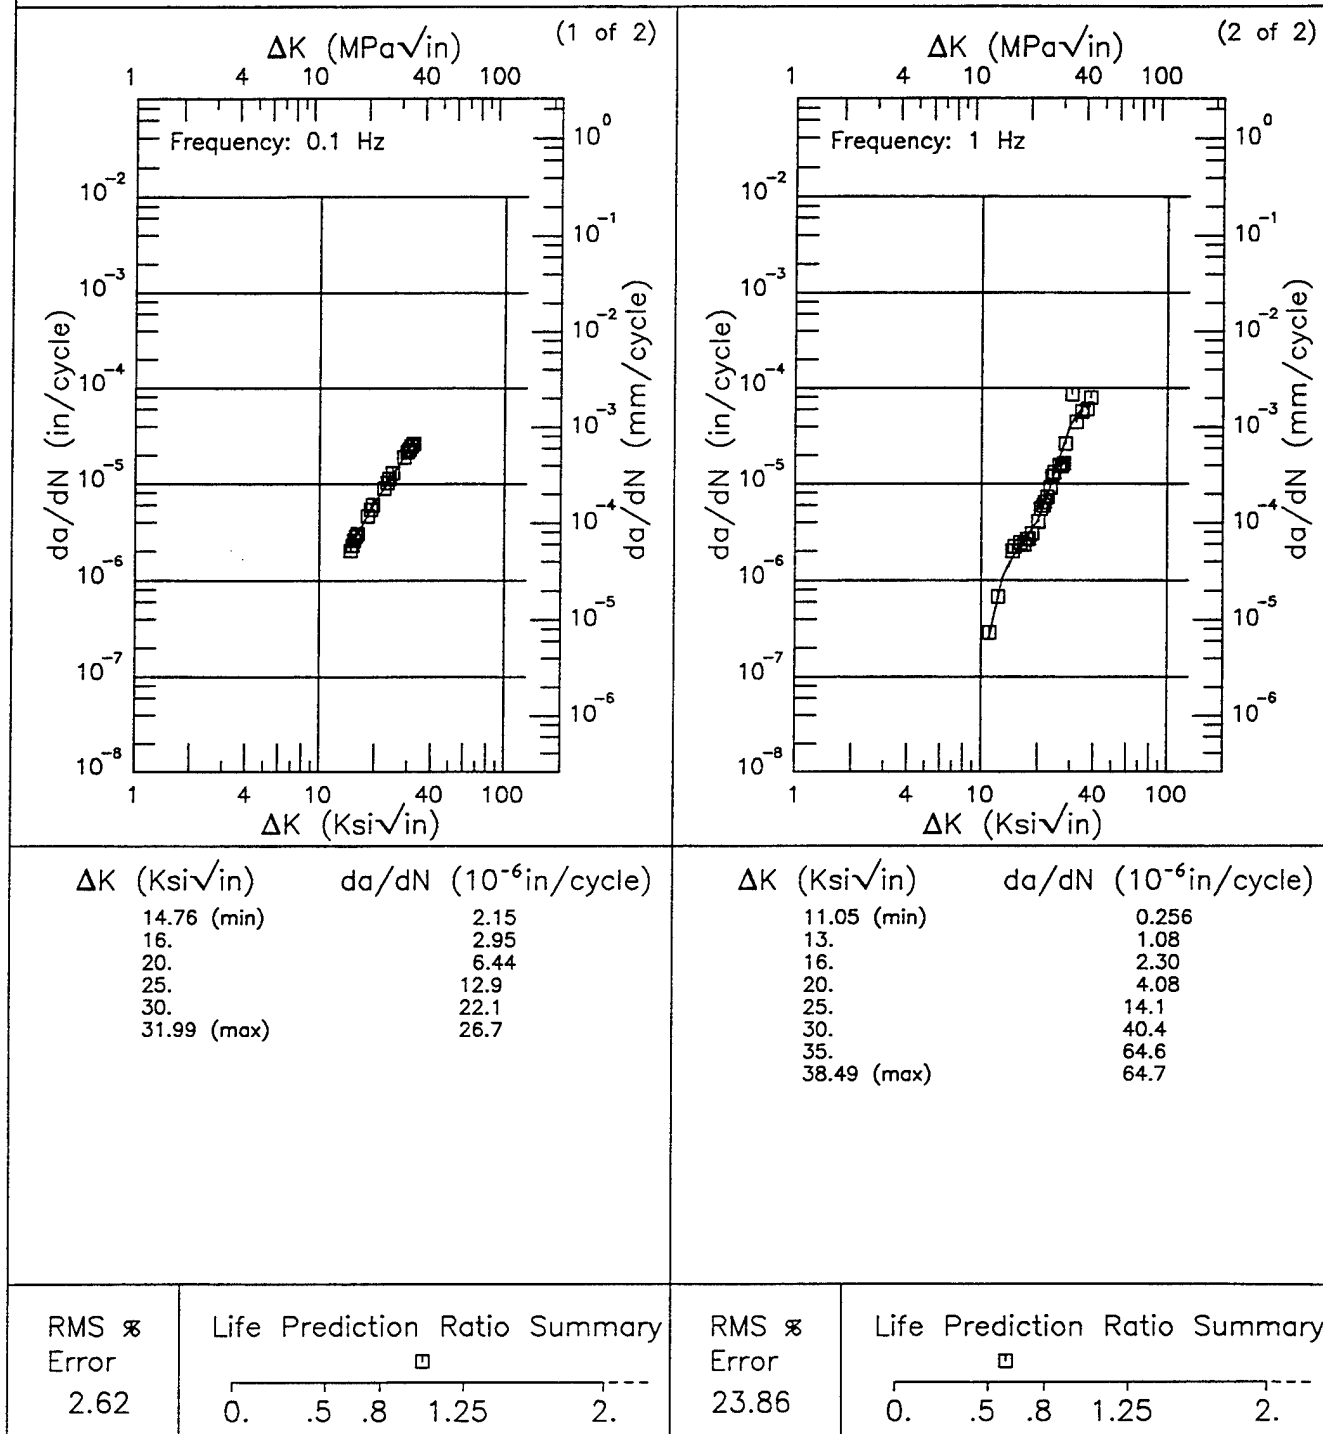 (1 of 2)
ΔK (MPa√in)
1 4 10 40 100
Frequency: 0.1 Hz
10⁰
10⁻²
10⁻¹
10⁻³
10⁻²
10⁻⁴
10⁻³
10⁻⁵
10⁻⁴
10⁻⁶
10⁻⁵
10⁻⁷
10⁻⁶
10⁻⁸
da/dN (in/cycle)
da/dN (mm/cycle)
1 4 10 40 100
ΔK (Ksi√in)
ΔK (Ksi√in) da/dN (10⁻⁶in/cycle)
14.76 (min) 2.15
16. 2.95
20. 6.44
25. 12.9
30. 22.1
31.99 (max) 26.7
RMS %
Error
2.62
Life Prediction Ratio Summary
0. .5 .8 1.25 2.
(2 of 2)
ΔK (MPa√in)
1 4 10 40 100
Frequency: 1 Hz
10⁰
10⁻²
10⁻¹
10⁻³
10⁻²
10⁻⁴
10⁻³
10⁻⁵
10⁻⁴
10⁻⁶
10⁻⁵
10⁻⁷
10⁻⁶
10⁻⁸
da/dN (in/cycle)
da/dN (mm/cycle)
1 4 10 40 100
ΔK (Ksi√in)
ΔK (Ksi√in) da/dN (10⁻⁶in/cycle)
11.05 (min) 0.256
13. 1.08
16. 2.30
20. 4.08
25. 14.1
30. 40.4
35. 64.6
38.49 (max) 64.7
RMS %
Error
23.86
Life Prediction Ratio Summary
0. .5 .8 1.25 2.